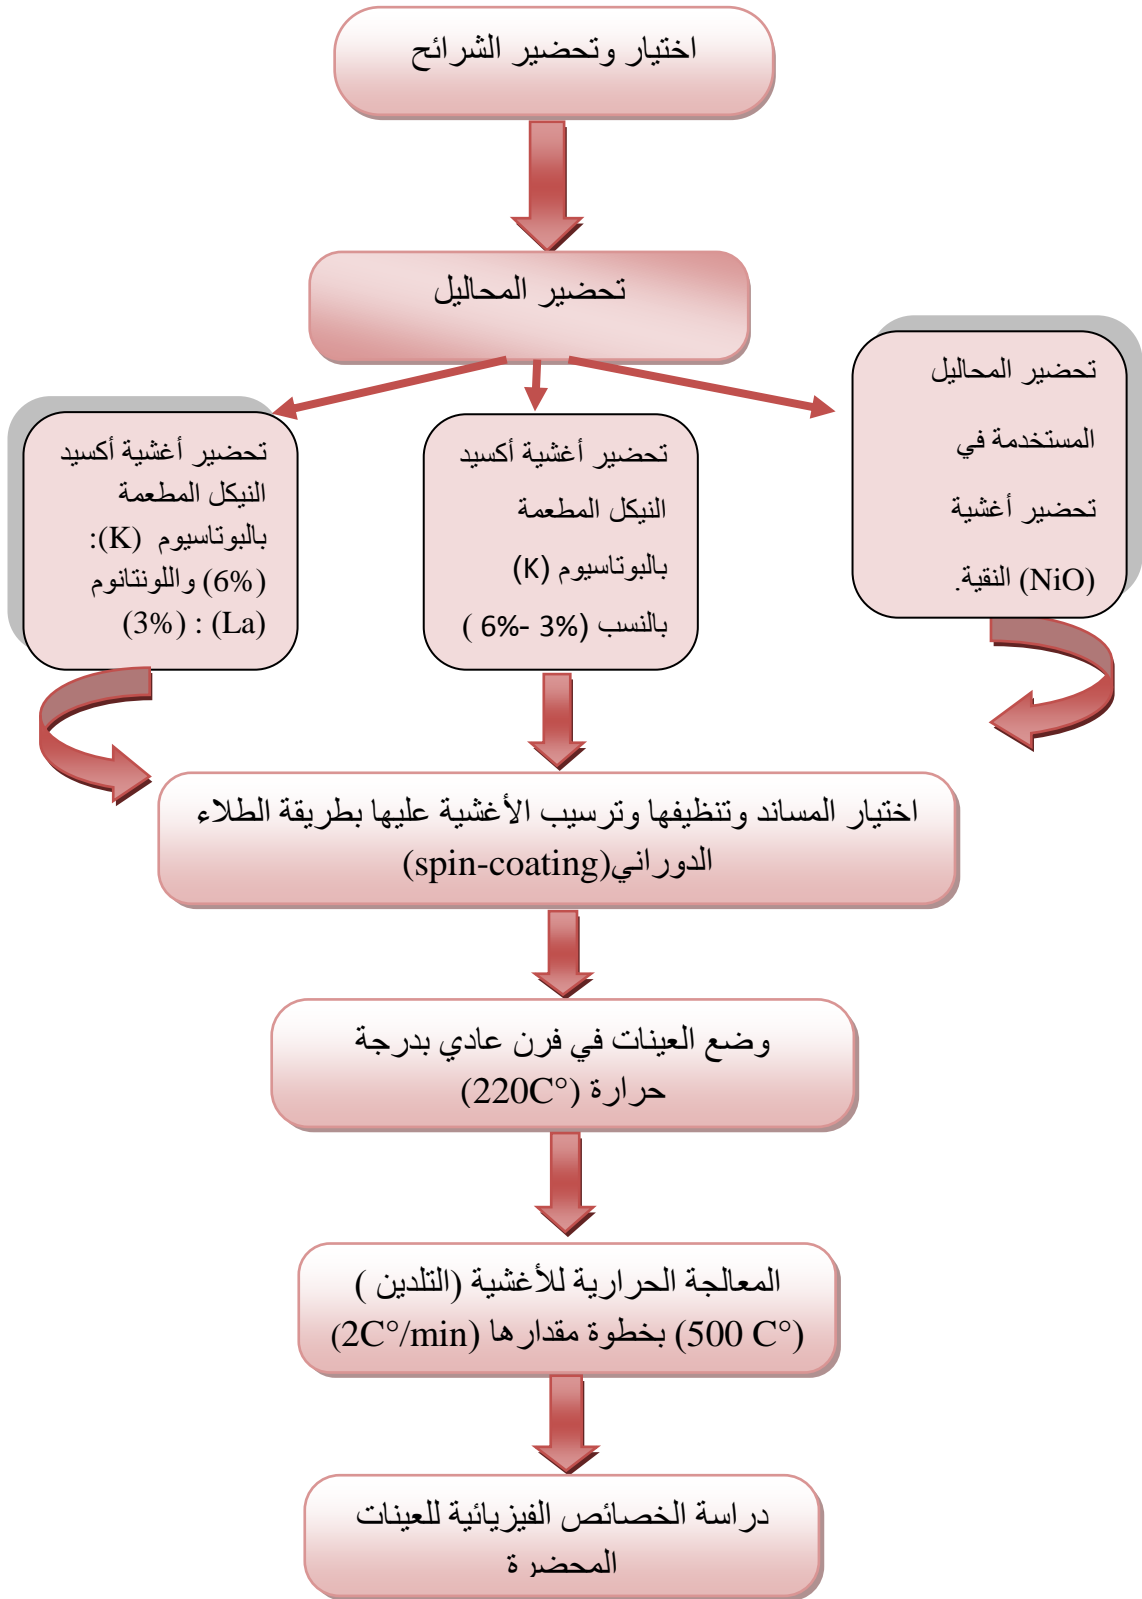 اختيار وتحضير الشرائح
تحضير المحاليل
تحضير المحاليل
المستخدمة في
تحضير أغشية
(NiO) النقية.
تحضير أغشية أكسيد
النيكل المطعمة
بالبوتاسيوم (K)
بالنسب (3% -6% )
تحضير أغشية أكسيد
النيكل المطعمة
بالبوتاسيوم (K):
(6%) واللونتانوم
(La) : (3%)
اختيار المساند وتنظيفها وترسيب الأغشية عليها بطريقة الطلاء
الدوراني(spin-coating)
وضع العينات في فرن عادي بدرجة
حرارة (220C°)
المعالجة الحرارية للأغشية (التلدين )
(500 C°) بخطوة مقدارها (2C°/min)
دراسة الخصائص الفيزيائية للعينات
المحضرة